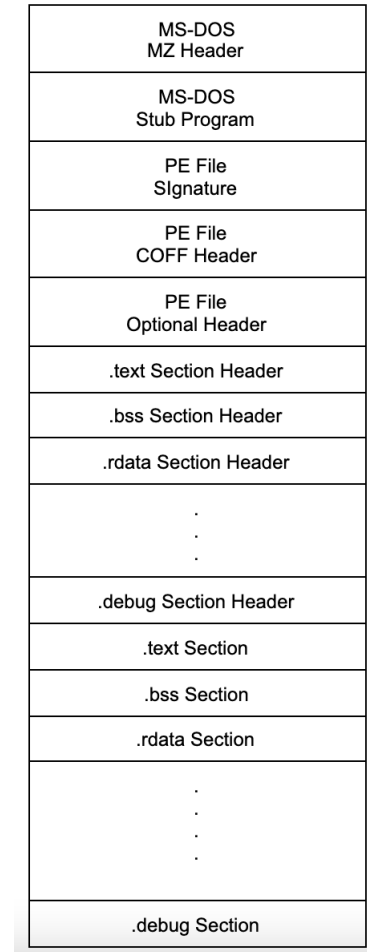 MS-DOS
MZ Header
MS-DOS
Stub Program
PE File
SIgnature
PE File
COFF Header
PE File
Optional Header
.text Section Header
.bss Section Header
.rdata Section Header
.
.
.
.debug Section Header
.text Section
.bss Section
.rdata Section
.
.
.
.
.debug Section